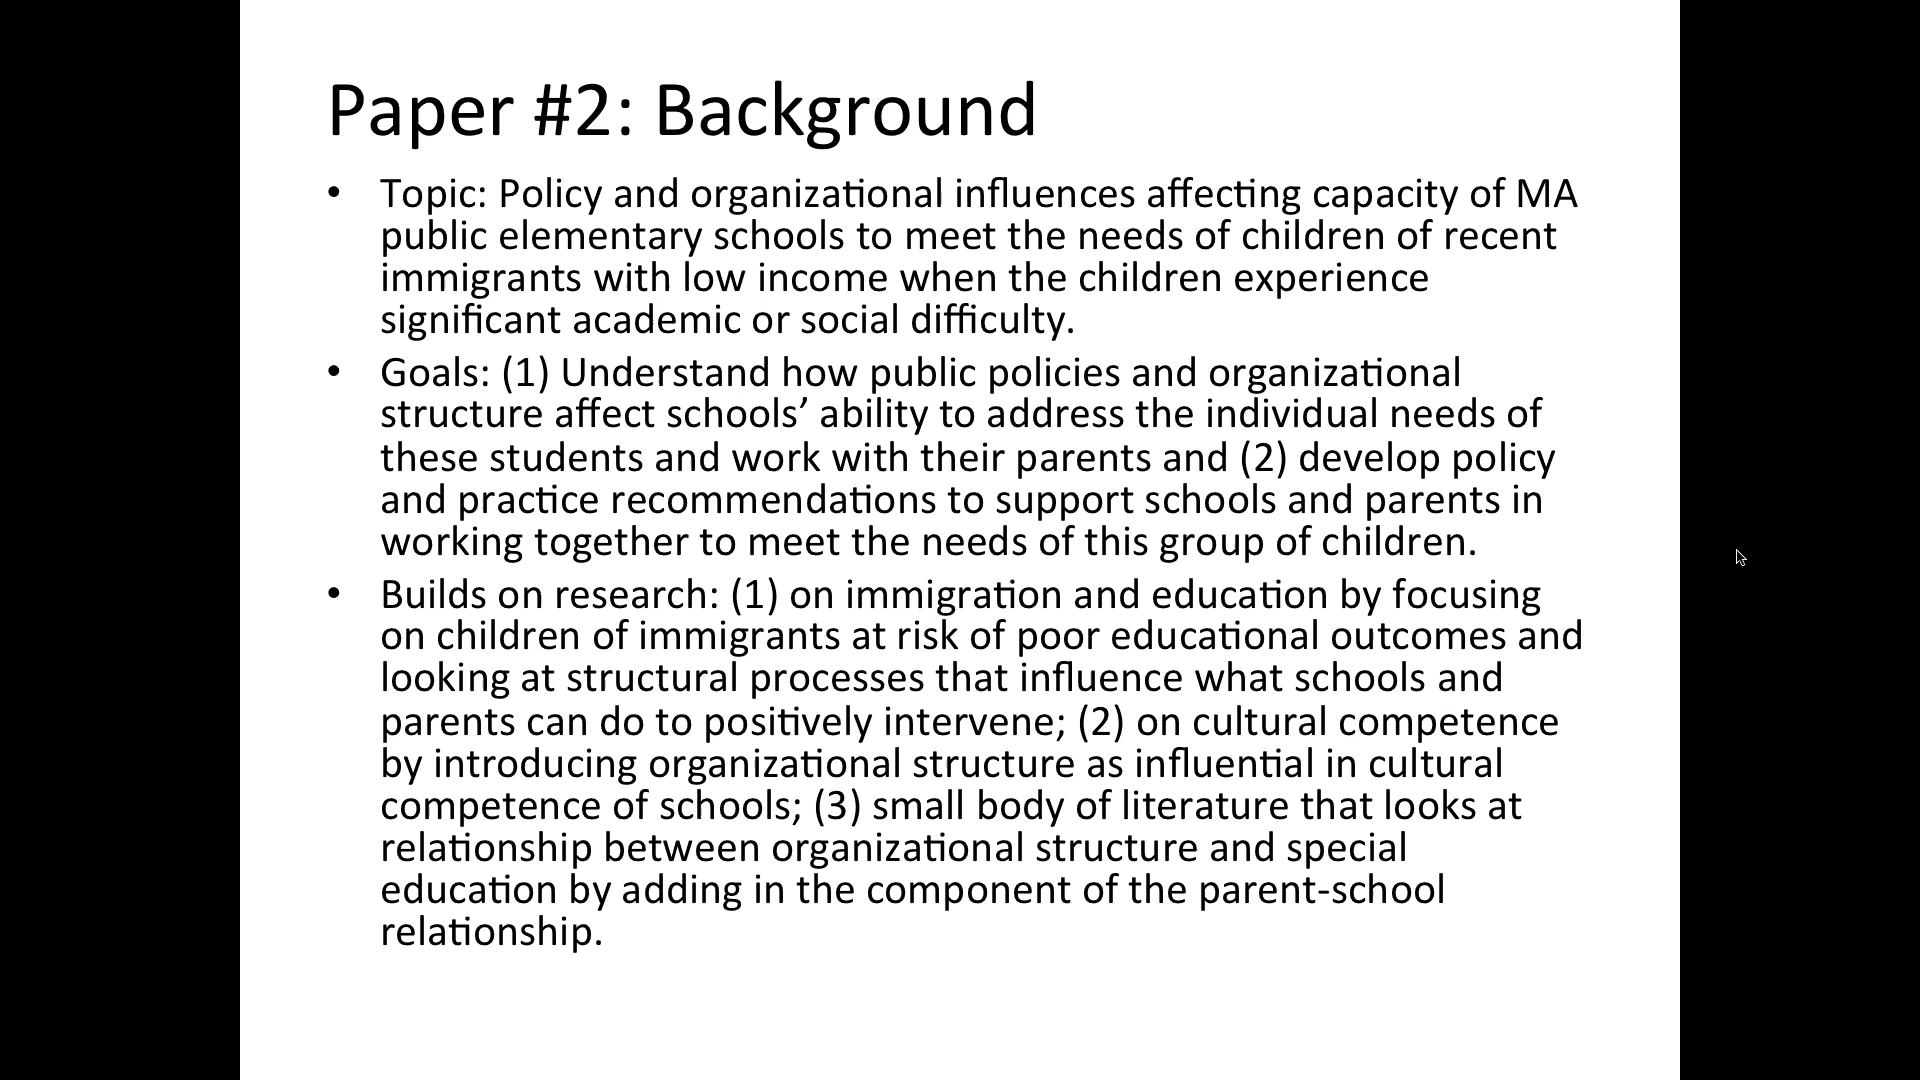 Paper #2: Background
• Topic: Policy and organizational influences affecting capacity of MA
public elementary schools to meet the needs of children of recent
immigrants with low income when the children experience
significant academic or social difficulty.
• Goals: (1) Understand how public policies and organizational
structure affect schools’ ability to address the individual needs of
these students and work with their parents and (2) develop policy
and practice recommendations to support schools and parents in
working together to meet the needs of this group of children.
• Builds on research: (1) on immigration and education by focusing
on children of immigrants at risk of poor educational outcomes and
looking at structural processes that influence what schools and
parents can do to positively intervene; (2) on cultural competence
by introducing organizational structure as influential in cultural
competence of schools; (3) small body of literature that looks at
relationship between organizational structure and special
education by adding in the component of the parent-school
relationship.